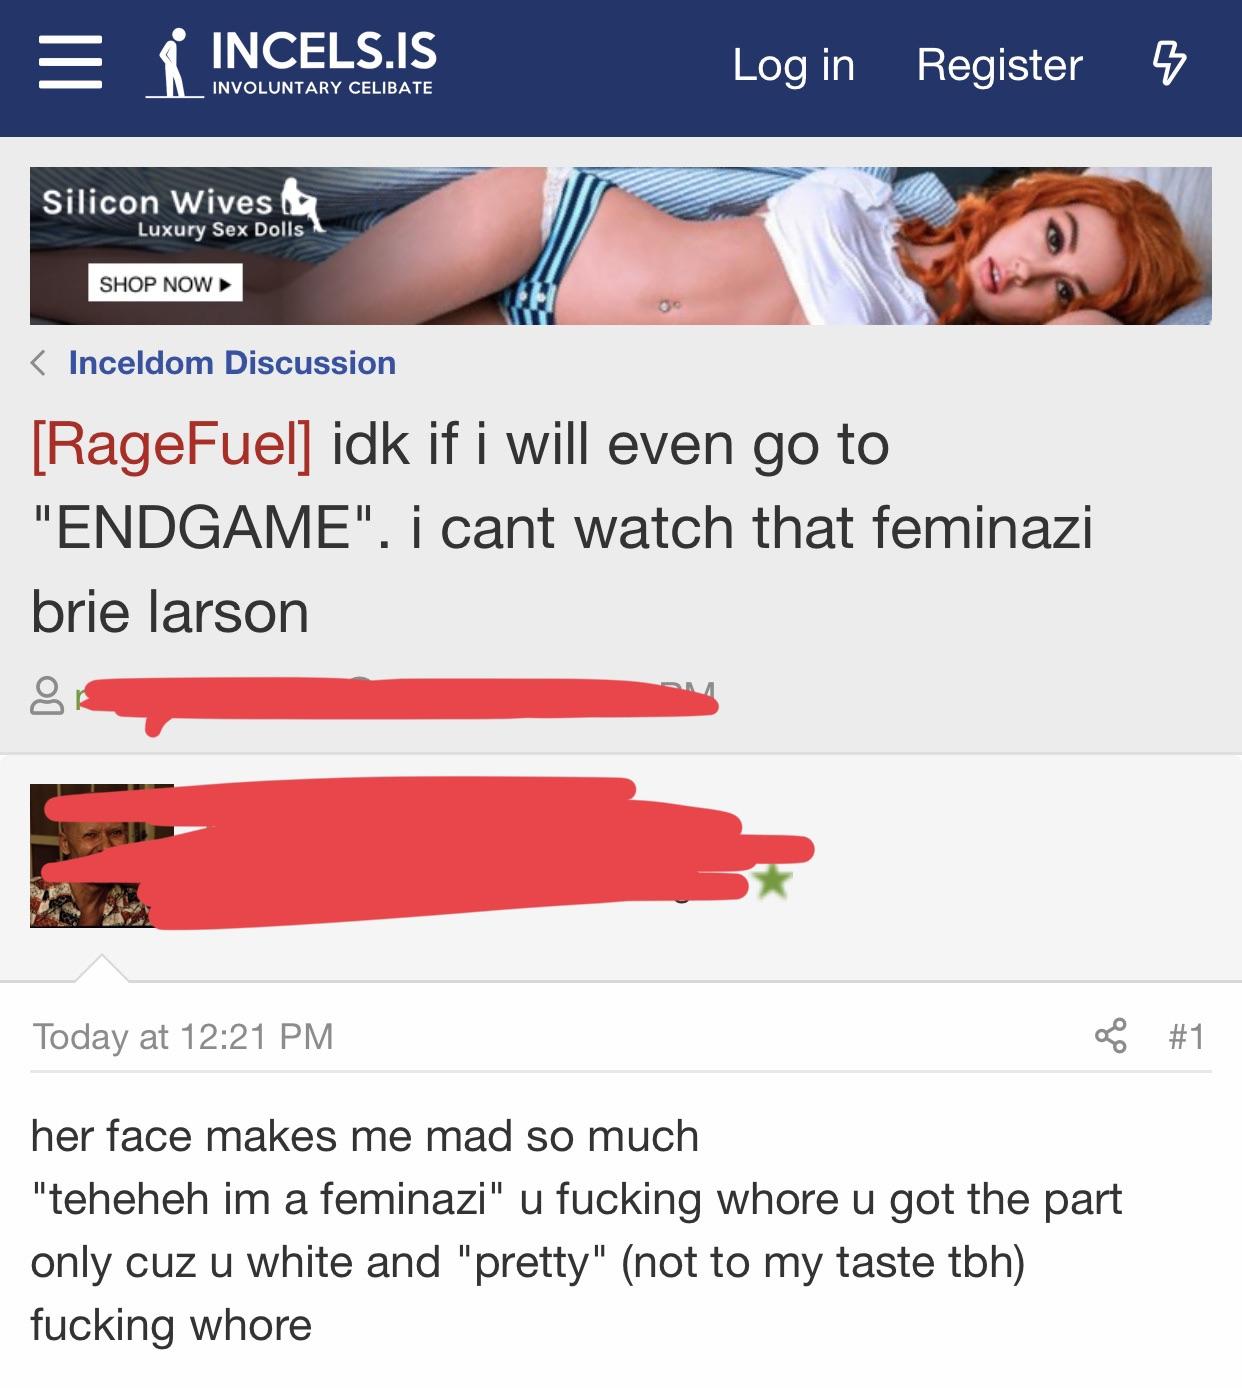 INCELS.IS
INVOLUNTARY CELIBATE
Log in
Register
Silicon Wives
Luxury Sex Dolls
SHOP NOW ▶
Inceldom Discussion
[RageFuel] idk if i will even go to
"ENDGAME". i cant watch that feminazi
brie larson
PM
Today at 12:21 PM
#1
her face makes me mad so much
"teheheh im a feminazi" u fucking whore u got the part
only cuz u white and "pretty" (not to my taste tbh)
fucking whore